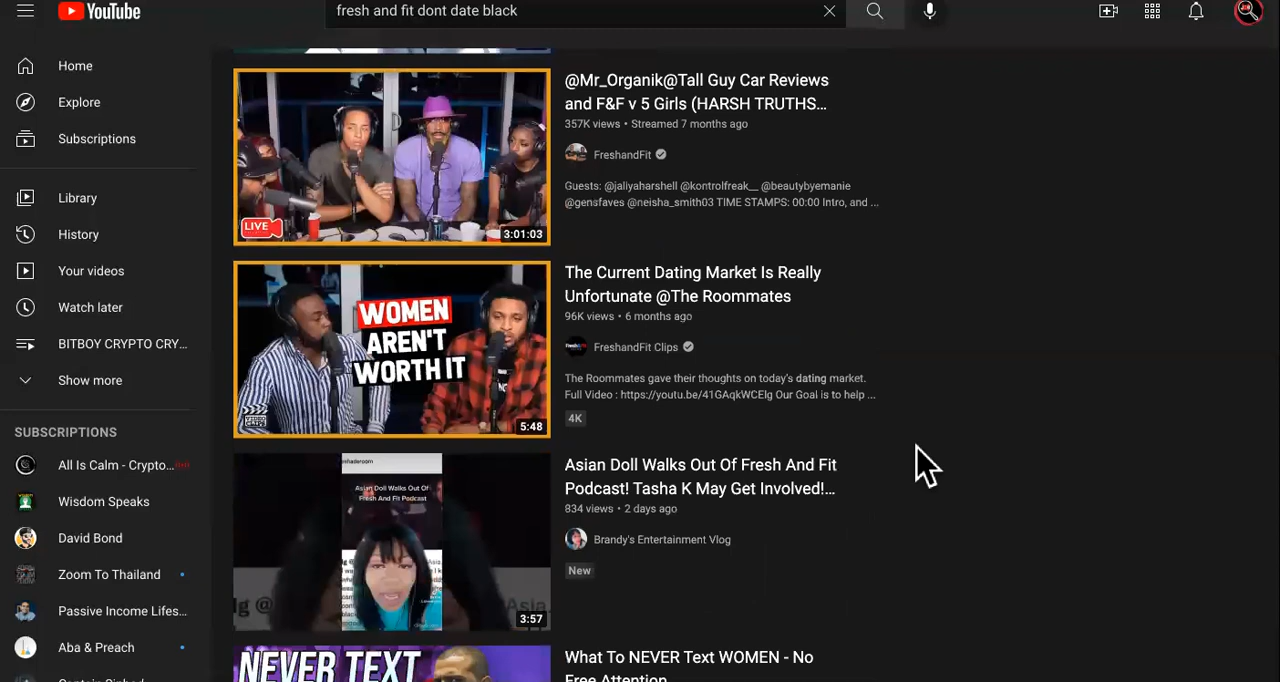 YouTube
fresh and fit dont date black
Home
Explore
Subscriptions
Library
History
Your videos
Watch later
BITBOY CRYPTO CRY...
Show more
SUBSCRIPTIONS
All Is Calm - Crypto...
Wisdom Speaks
David Bond
Zoom To Thailand
Passive Income Lifes...
Aba & Preach
LIVE
3:01:03
@Mr_Organik@Tall Guy Car Reviews
and F&F v 5 Girls (HARSH TRUTHS...
357K views • Streamed 7 months ago
FreshandFit
Guests: @jaliyaharshell @kontrolfreak__ @beautybyemanie
@gensfaves @neisha_smith03 TIME STAMPS: 00:00 Intro, and ...
WOMEN
AREN'T
WORTH IT
5:48
The Current Dating Market Is Really
Unfortunate @The Roommates
96K views • 6 months ago
FreshandFit Clips
The Roommates gave their thoughts on today's dating market.
Full Video : https://youtu.be/41GAqkWCElg Our Goal is to help ...
4K
Asian Doll Walks Out Of
Fresh And Fit Podcast
3:57
Asian Doll Walks Out Of Fresh And Fit
Podcast! Tasha K May Get Involved!...
834 views • 2 days ago
Brandy's Entertainment Vlog
New
NEVER TEXT
What To NEVER Text WOMEN - No
Free Attention